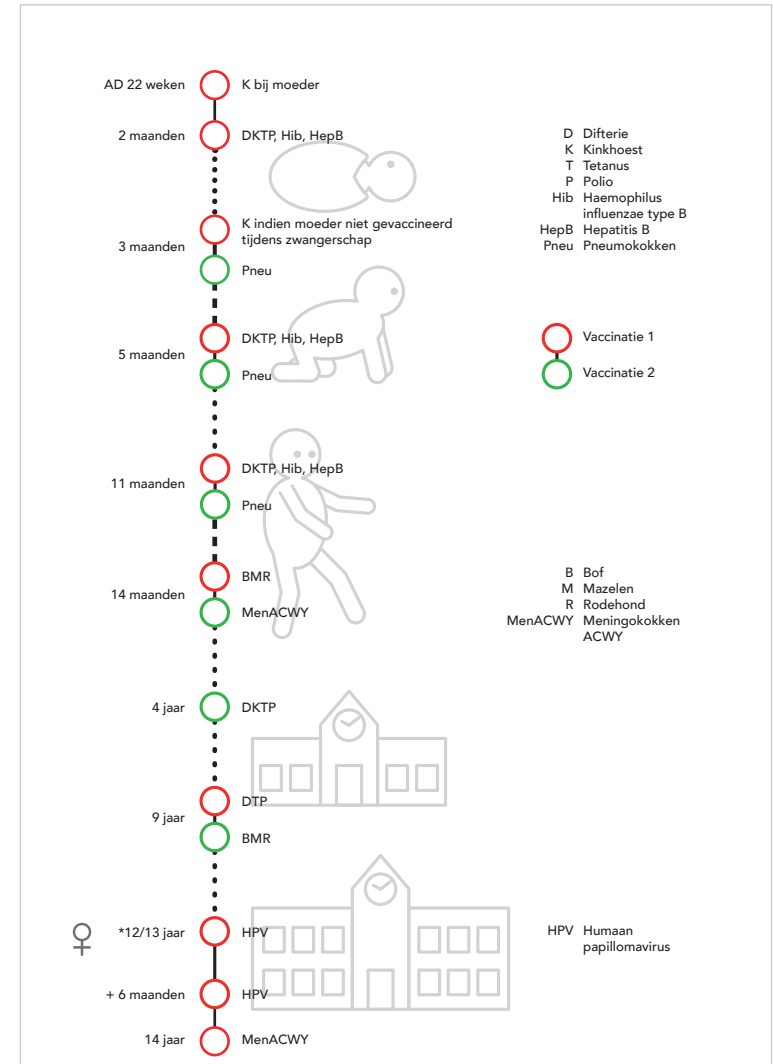 AD 22 weken K bij moeder
2 maanden DKTP, Hib, HepB
K indien moeder niet gevaccineerd
tijdens zwangerschap
3 maanden
Pneu
DKTP, Hib, HepB
5 maanden
Pneu
DKTP, Hib, HepB
11 maanden
Pneu
BMR
14 maanden
MenACWY
4 jaar DKTP
DTP
9 jaar
BMR
♀ *12/13 jaar HPV
+ 6 maanden HPV
14 jaar MenACWY
D Difterie
K Kinkhoest
T Tetanus
P Polio
Hib Haemophilus
influenzae type B
HepB Hepatitis B
Pneu Pneumokokken
Vaccinatie 1
Vaccinatie 2
B Bof
M Mazelen
R Rodehond
MenACWY Meningokokken
ACWY
HPV Humaan
papillomavirus